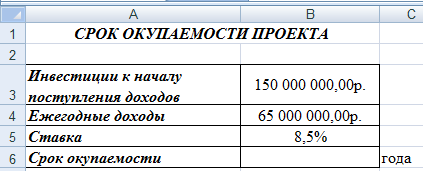 A B C
1 СРОК ОКУПАЕМОСТИ ПРОЕКТА
2
Инвестиции к началу
3 поступления доходов 150 000 000,00р.
4 Ежегодные доходы 65 000 000,00р.
5 Ставка 8,5%
6 Срок окупаемости года